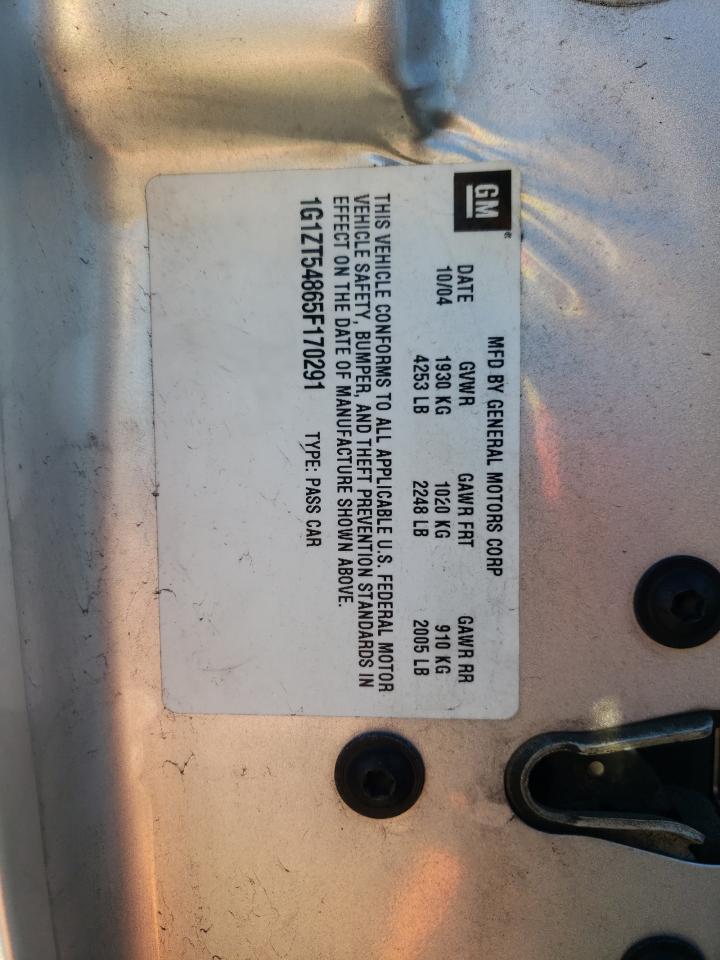 GM®
MFD BY GENERAL MOTORS CORP
DATE GVWR GAWR FRT GAWR RR
10/04 1930 KG 1020 KG 910 KG
4253 LB 2248 LB 2005 LB
THIS VEHICLE CONFORMS TO ALL APPLICABLE U.S. FEDERAL MOTOR
VEHICLE SAFETY, BUMPER, AND THEFT PREVENTION STANDARDS IN
EFFECT ON THE DATE OF MANUFACTURE SHOWN ABOVE.
1G1ZT54865F170291 TYPE: PASS CAR